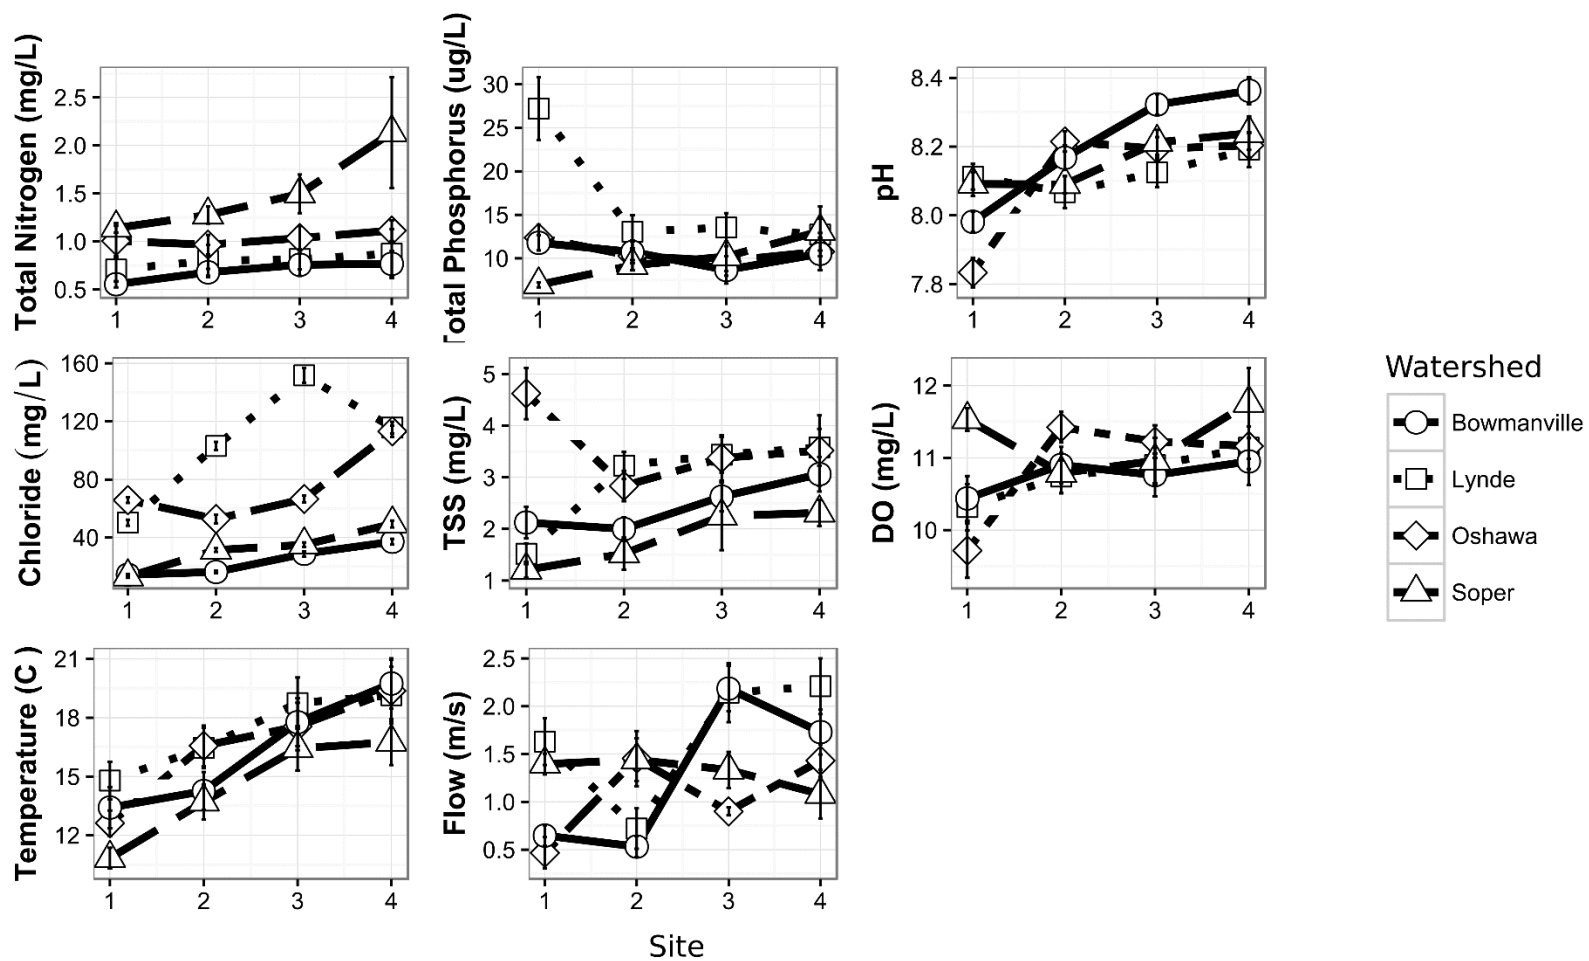 Total Nitrogen (mg/L)
2.5
2.0
1.5
1.0
0.5
1 2 3 4
Total Phosphorus (ug/L)
30
25
20
15
10
1 2 3 4
pH
8.4
8.2
8.0
7.8
1 2 3 4
Chloride (mg/L)
160
120
80
40
1 2 3 4
TSS (mg/L)
5
4
3
2
1
1 2 3 4
DO (mg/L)
12
11
10
1 2 3 4
Watershed
Bowmanville
Lynde
Oshawa
Soper
Temperature (C )
21
18
15
12
1 2 3 4
Flow (m/s)
2.5
2.0
1.5
1.0
0.5
1 2 3 4
Site